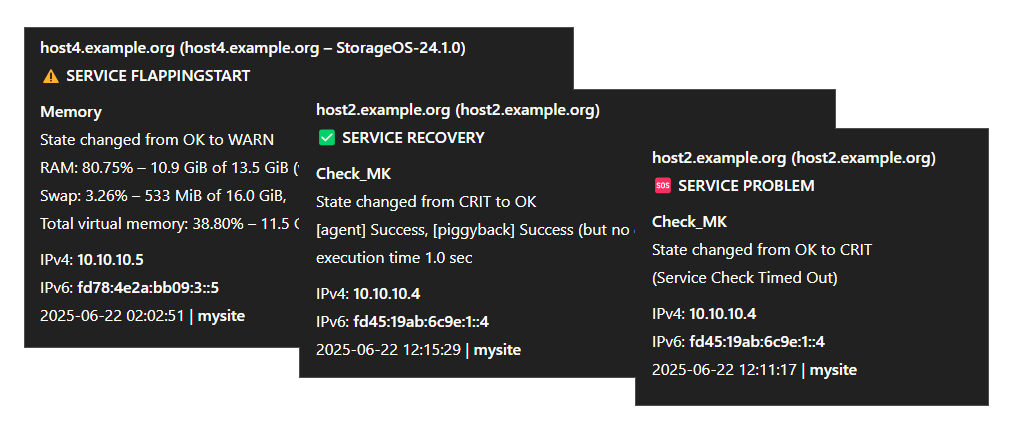 host4.example.org (host4.example.org – StorageOS-24.1.0)
⚠️ SERVICE FLAPPINGSTART
Memory
State changed from OK to WARN
RAM: 80.75% – 10.9 GiB of 13.5 GiB
Swap: 3.26% – 533 MiB of 16.0 GiB,
Total virtual memory: 38.80% – 11.5
IPv4: 10.10.10.5
IPv6: fd78:4e2a:bb09:3::5
2025-06-22 02:02:51 | mysite
host2.example.org (host2.example.org)
✅ SERVICE RECOVERY
Check_MK
State changed from CRIT to OK
[agent] Success, [piggyback] Success (but no
execution time 1.0 sec
IPv4: 10.10.10.4
IPv6: fd45:19ab:6c9e:1::4
2025-06-22 12:15:29 | mysite
host2.example.org (host2.example.org)
🆘 SERVICE PROBLEM
Check_MK
State changed from OK to CRIT
(Service Check Timed Out)
IPv4: 10.10.10.4
IPv6: fd45:19ab:6c9e:1::4
2025-06-22 12:11:17 | mysite